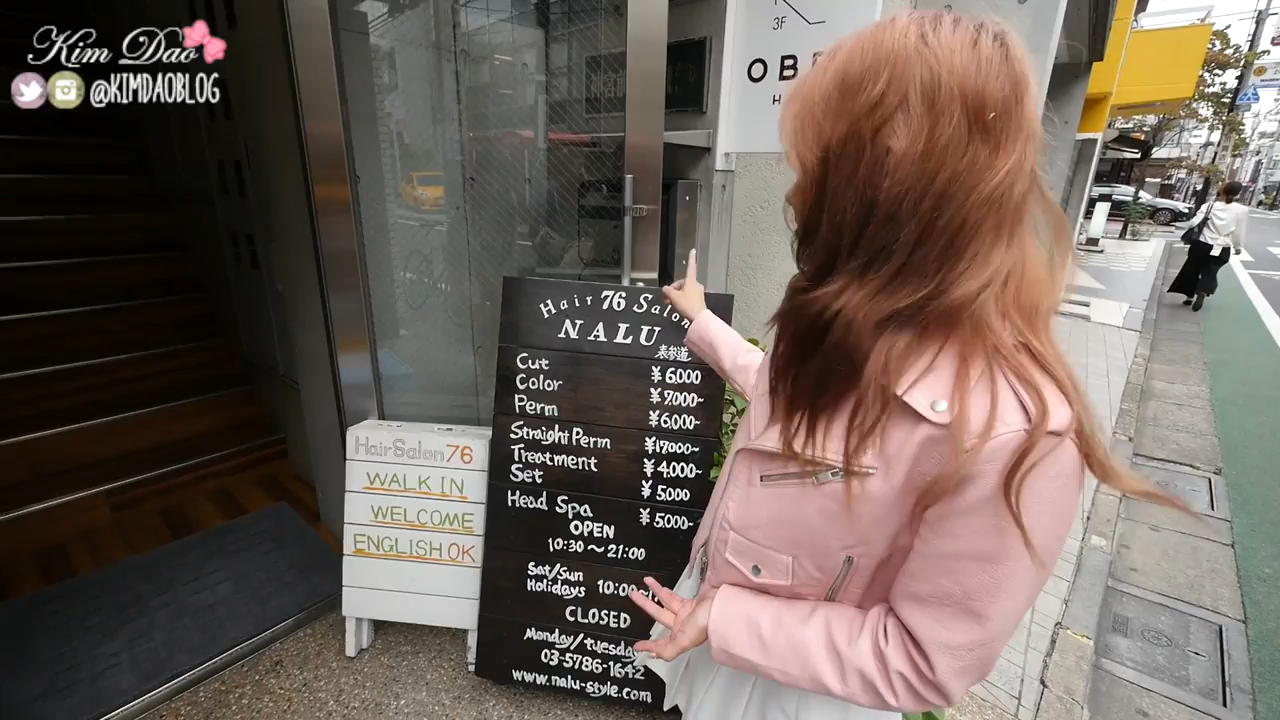 Kim Dao
@KIMDAOBLOG
3F
OB
H
Hair 76 Salon
NALU
表参道
Cut ¥6,000
Color ¥7,000~
Perm ¥6,000~
Straight Perm ¥17,000~
Treatment ¥4,000~
Set ¥5,000
Head Spa ¥5,000~
OPEN
10:30~21:00
Sat/Sun
Holidays 10:00~
CLOSED
Monday/tuesday
03-5786-1642
www.nalu-style.com
HairSalon76
WALK IN
WELCOME
ENGLISH OK